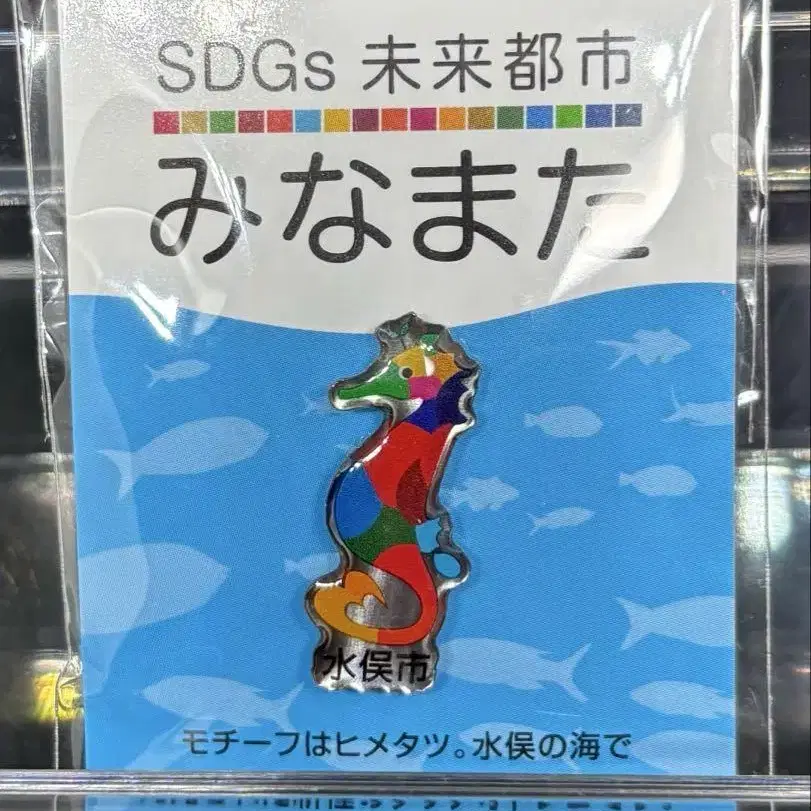 SDGs 未来都市
みなまた
水俣市
モチーフはヒメタツ。水俣の海で